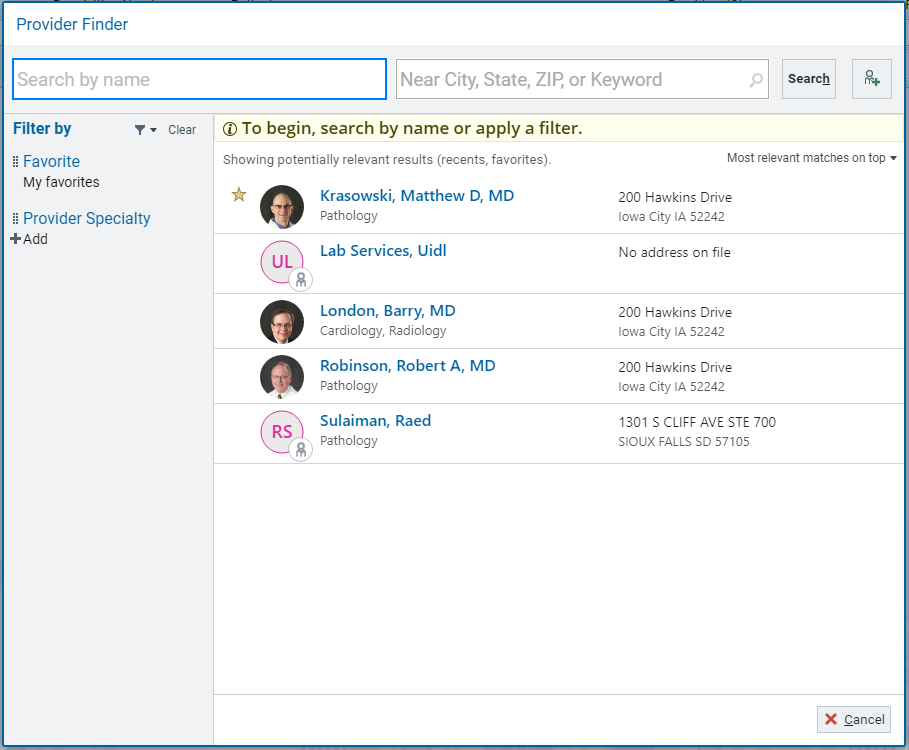 Provider Finder
Search by name
Near City, State, ZIP, or Keyword
Search
Filter by
Clear
Favorite
My favorites
Provider Specialty
Add
To begin, search by name or apply a filter.
Showing potentially relevant results (recents, favorites).
Most relevant matches on top
Krasowski, Matthew D, MD
Pathology
200 Hawkins Drive
Iowa City IA 52242
UL
Lab Services, Uidl
No address on file
London, Barry, MD
Cardiology, Radiology
200 Hawkins Drive
Iowa City IA 52242
Robinson, Robert A, MD
Pathology
200 Hawkins Drive
Iowa City IA 52242
RS
Sulaiman, Raed
Pathology
1301 S CLIFF AVE STE 700
SIOUX FALLS SD 57105
Cancel